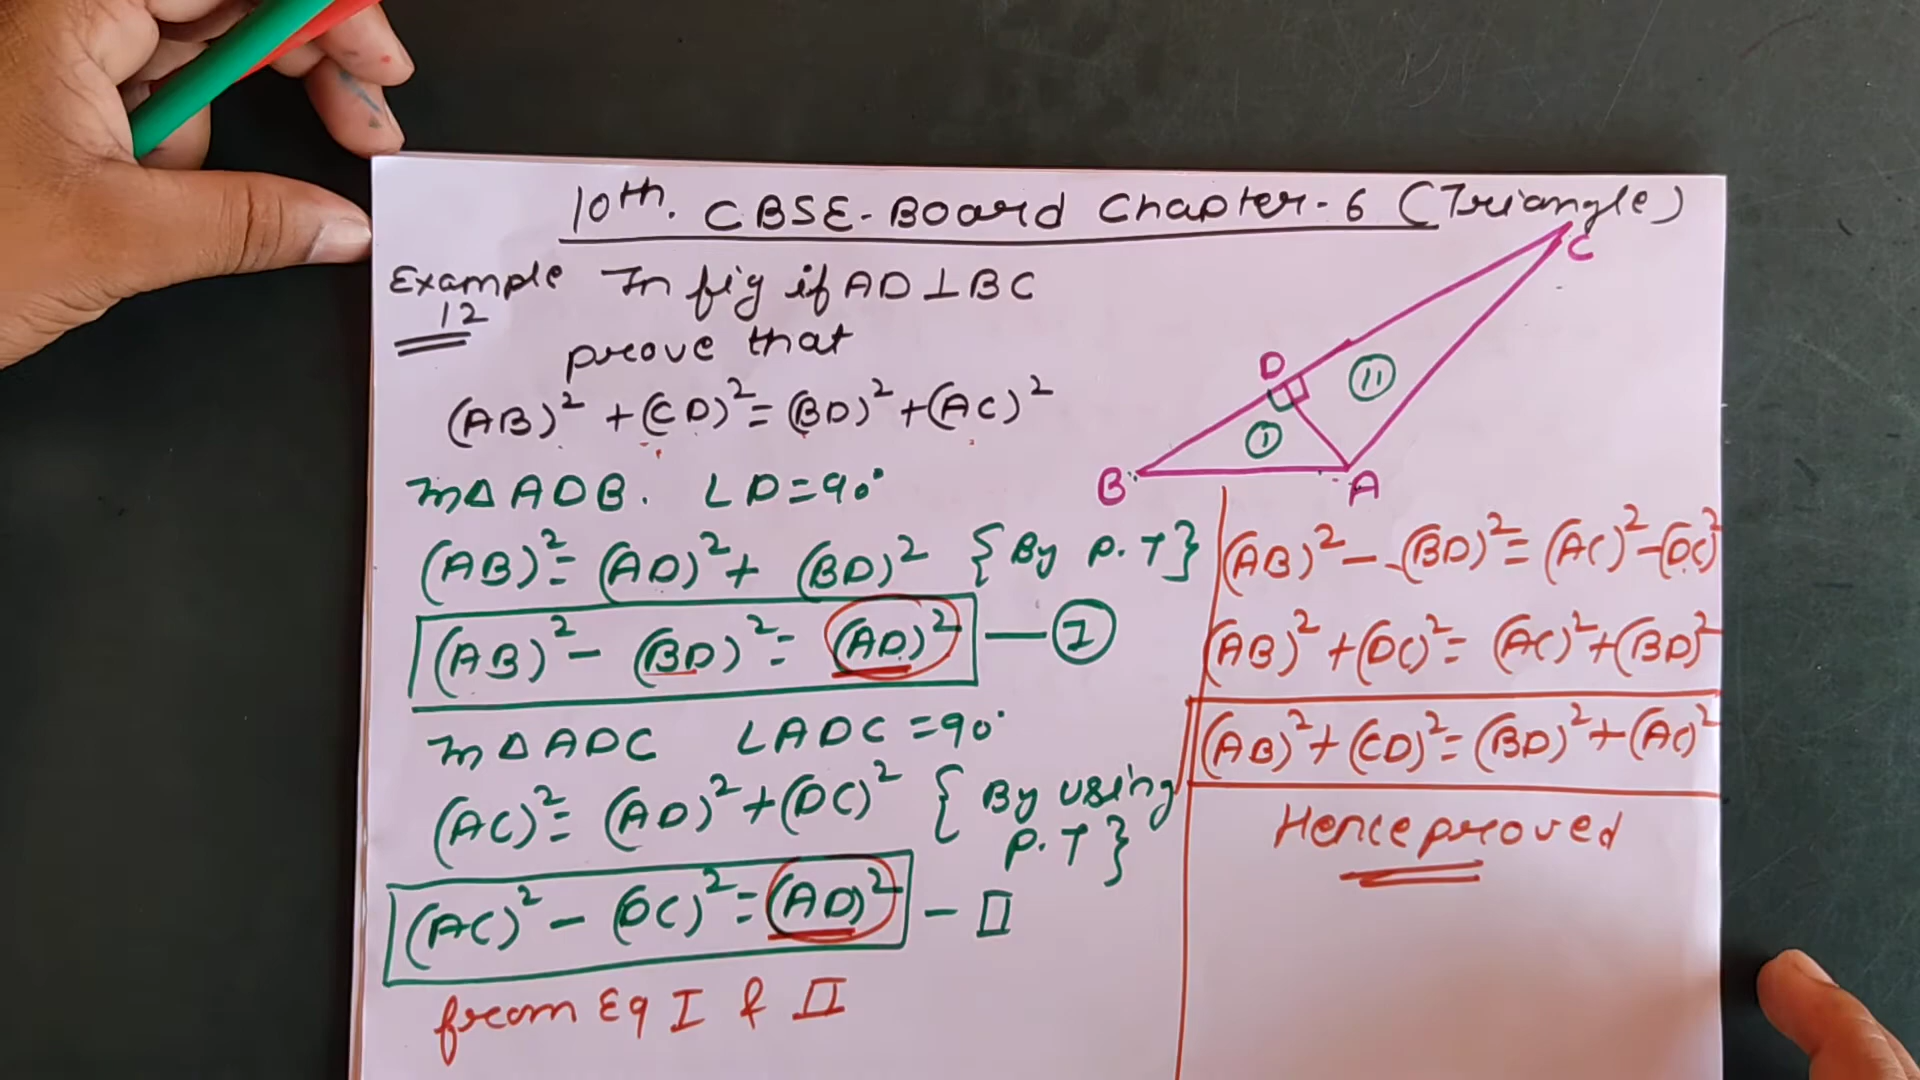 10th. CBSE-Board Chapter-6 (Triangle)
Example 12 In fig if AD⊥BC
prove that
(AB)² + (CD)² = (BD)² + (AC)²
C
D
II
I
B
A
In △ ADB. ∠D=90°
(AB)² = (AD)² + (BD)² {By P.T}
(AB)² - (BD)² = (AD)² — I
In △ ADC ∠ADC = 90°
(AC)² = (AD)² + (DC)² { By using P.T }
(AC)² - (DC)² = (AD)² - II
from Eq I & II
(AB)² - (BD)² = (AC)² - (DC)²
(AB)² + (DC)² = (AC)² + (BD)²
(AB)² + (CD)² = (BD)² + (AC)²
Hence proved